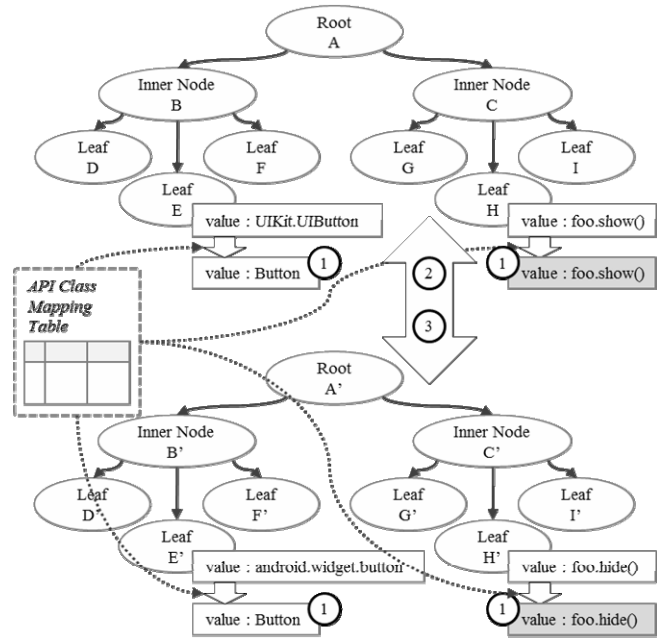 Root
A
Inner Node
B
Inner Node
C
Leaf
D
Leaf
F
Leaf
G
Leaf
I
Leaf
E
Leaf
H
value : UIKit.UIButton
value : foo.show()
value : Button
1
1
value : foo.show()
2
3
API Class
Mapping
Table
Root
A’
Inner Node
B’
Inner Node
C’
Leaf
D’
Leaf
F’
Leaf
G’
Leaf
I’
Leaf
E’
Leaf
H’
value : android.widget.button
value : foo.hide()
value : Button
1
1
value : foo.hide()